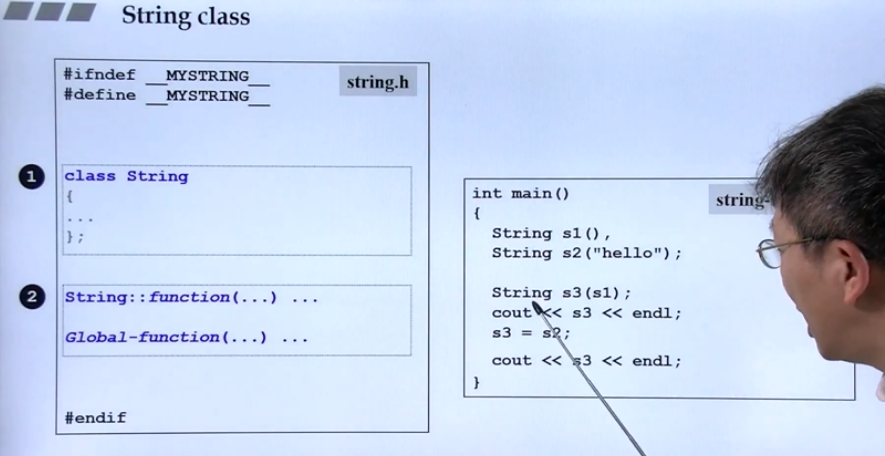 String class
#ifndef __MYSTRING__
#define __MYSTRING__
string.h
1
class String
{
...
};
2
String::function(...) ...
Global-function(...) ...
#endif
int main()
{
String s1(),
String s2("hello");
String s3(s1);
cout << s3 << endl;
s3 = s2;
cout << s3 << endl;
}
string-